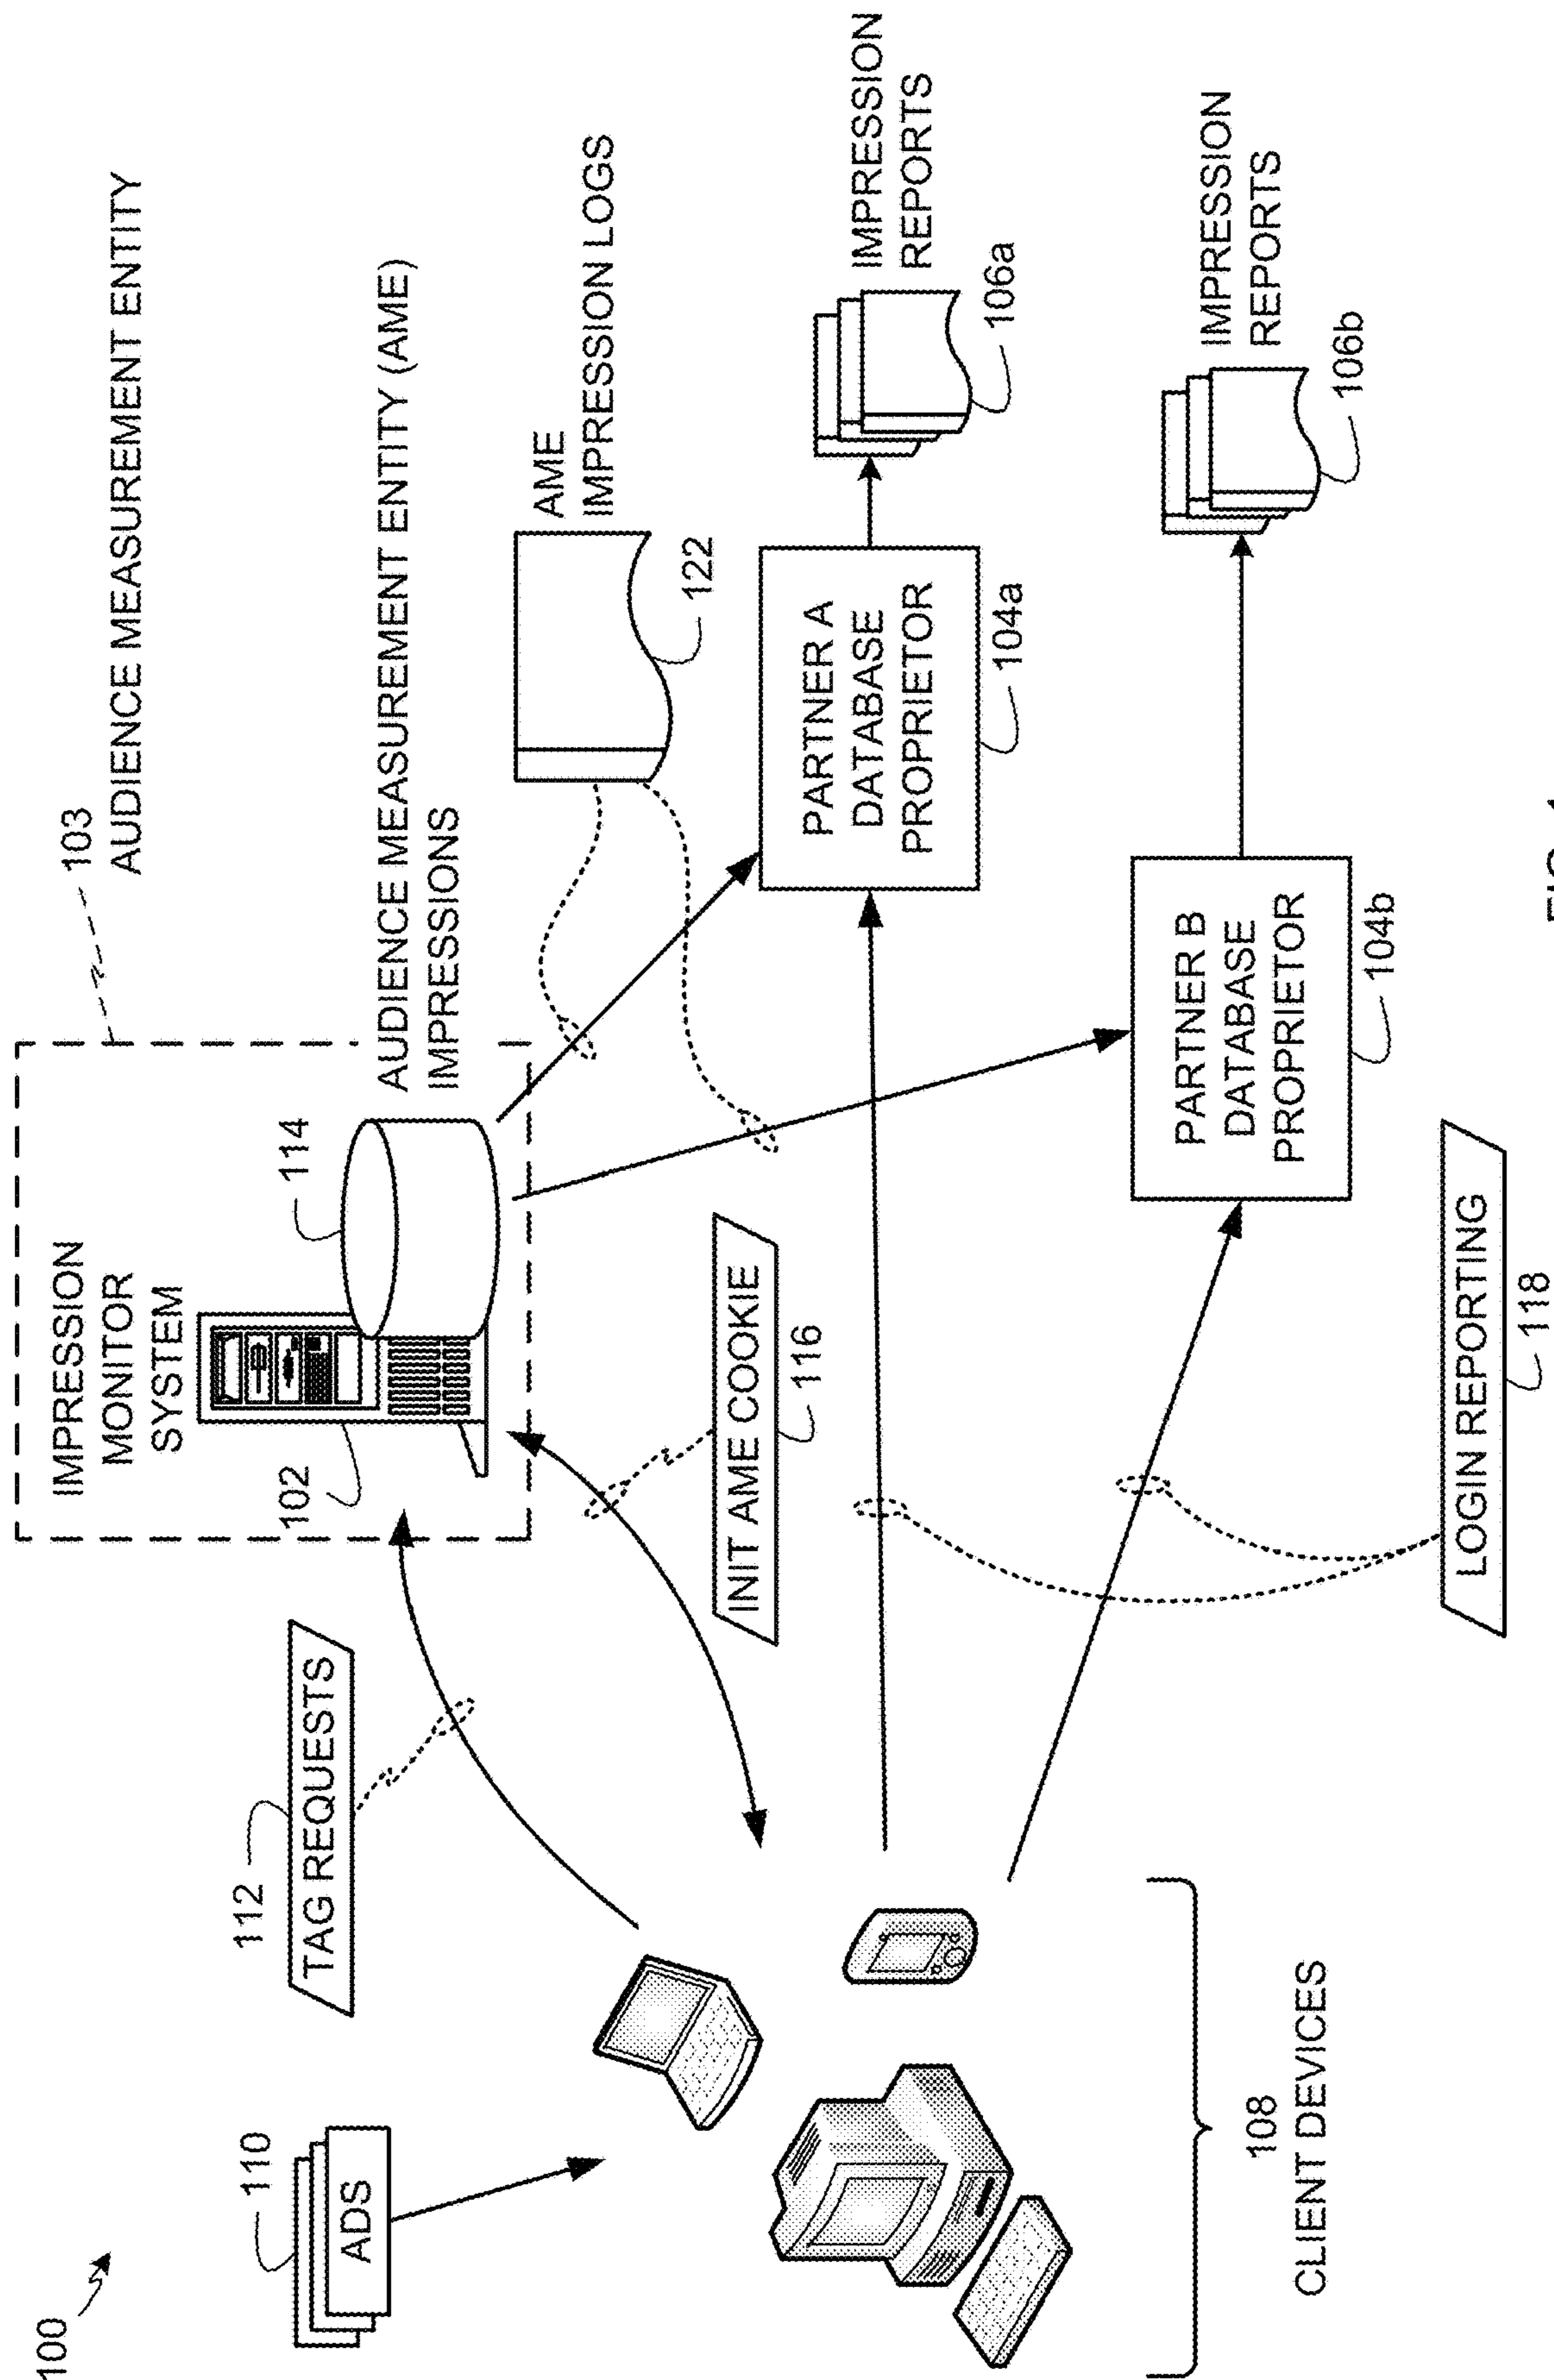 100
110
ADS
112
TAG REQUESTS
IMPRESSION
MONITOR
SYSTEM
102
114
103
AUDIENCE MEASUREMENT ENTITY
AUDIENCE MEASUREMENT ENTITY (AME)
IMPRESSIONS
AME
IMPRESSION LOGS
122
INIT AME COOKIE
116
PARTNER A
DATABASE
PROPRIETOR
104a
IMPRESSION
REPORTS
106a
PARTNER B
DATABASE
PROPRIETOR
104b
IMPRESSION
REPORTS
106b
108
CLIENT DEVICES
LOGIN REPORTING
118